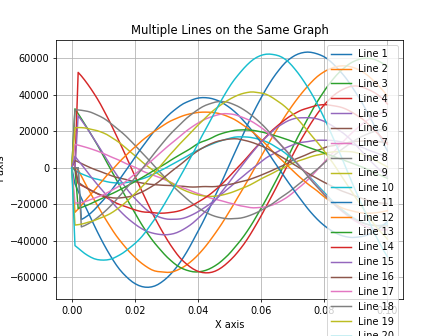 Multiple Lines on the Same Graph
60000
40000
20000
0
−20000
−40000
−60000
0.00
0.02
0.04
0.06
X axis
Line 1
Line 2
Line 3
Line 4
Line 5
Line 6
Line 7
Line 8
Line 9
Line 10
Line 11
Line 12
Line 13
Line 14
Line 15
Line 16
Line 17
Line 18
Line 19
Line 20